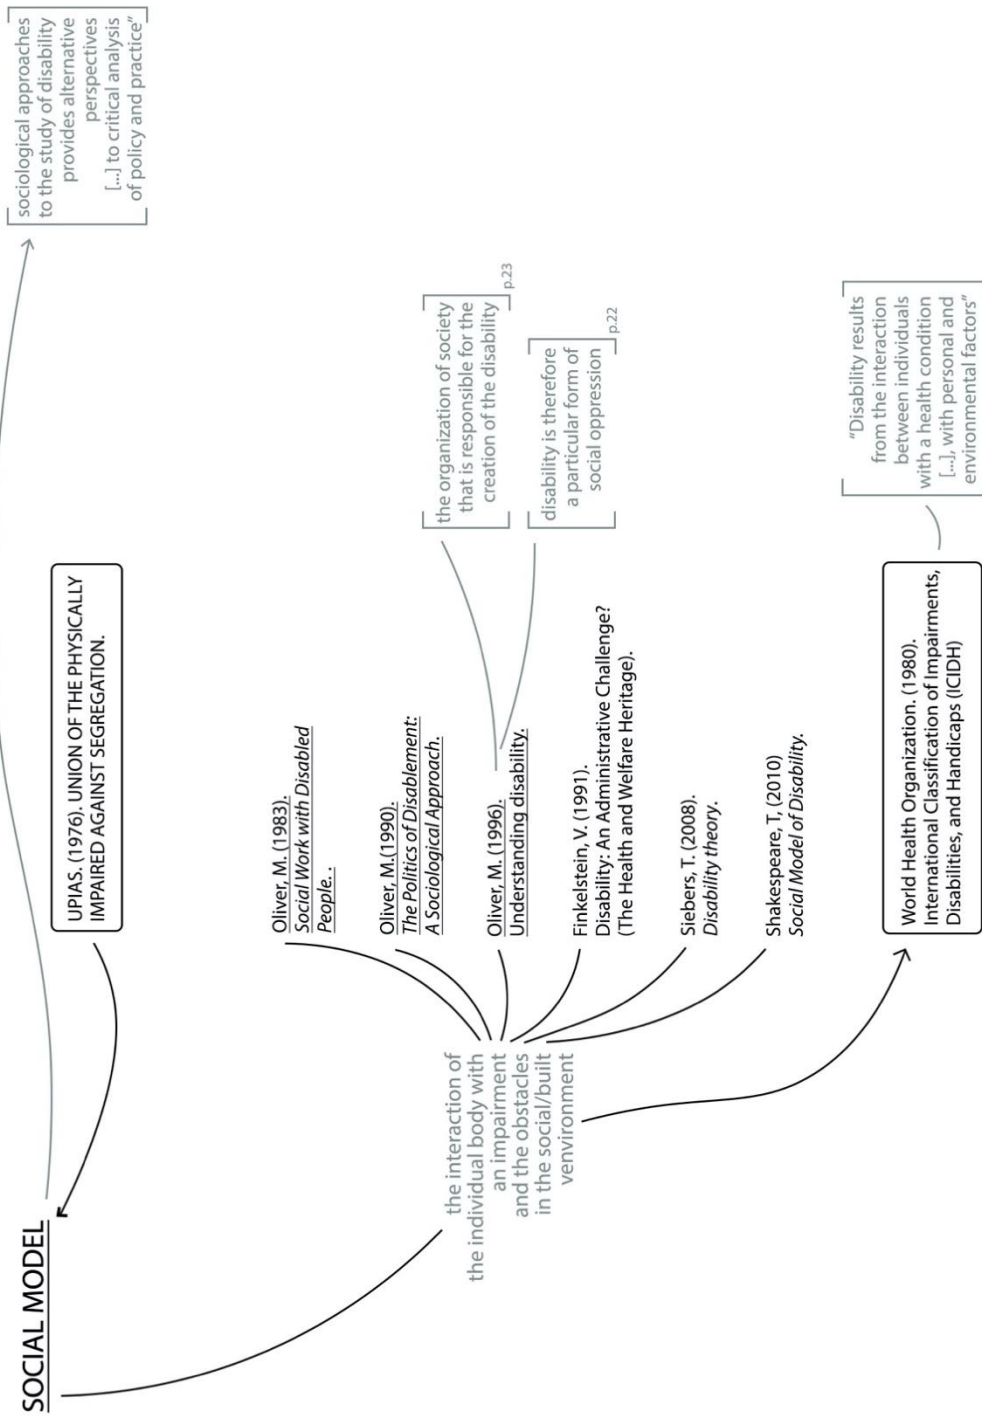 SOCIAL MODEL
UPIAS. (1976). UNION OF THE PHYSICALLY
IMPAIRED AGAINST SEGREGATION.
sociological approaches
to the study of disability
provides alternative
perspectives
[...] to critical analysis
of policy and practice”
the interaction of
the individual body with
an impairment
and the obstacles
in the social/built
venvironment
Oliver, M. (1983).
Social Work with Disabled
People. .
Oliver, M.(1990).
The Politics of Disablement:
A Sociological Approach.
Oliver, M. (1996).
Understanding disability.
the organization of society
that is responsible for the
creation of the disability
p.23
disability is therefore
a particular form of
social oppression
p.22
Finkelstein, V. (1991).
Disability: An Administrative Challenge?
(The Health and Welfare Heritage).
Siebers, T. (2008).
Disability theory.
Shakespeare, T, (2010)
Social Model of Disability.
World Health Organization. (1980).
International Classification of Impairments,
Disabilities, and Handicaps (ICIDH)
“Disability results
from the interaction
between individuals
with a health condition
[...], with personal and
environmental factors”